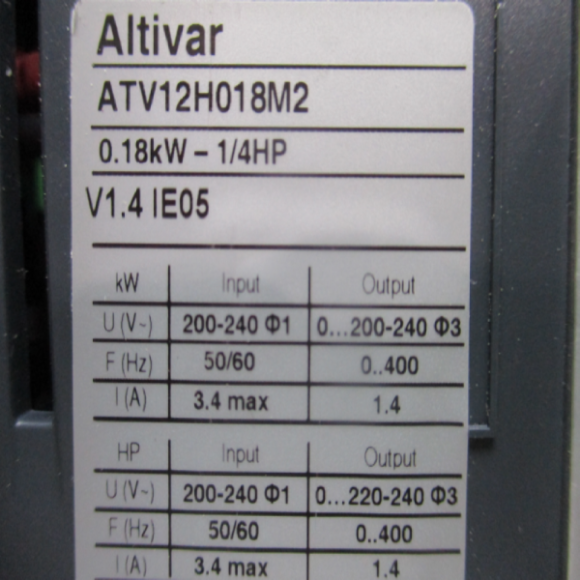 Altivar
ATV12H018M2
0.18kW – 1/4HP
V1.4 IE05
kW Input Output
U (V~) 200-240 Φ1 0...200-240 Φ3
F (Hz) 50/60 0..400
I (A) 3.4 max 1.4
HP Input Output
U (V~) 200-240 Φ1 0...220-240 Φ3
F (Hz) 50/60 0..400
I (A) 3.4 max 1.4